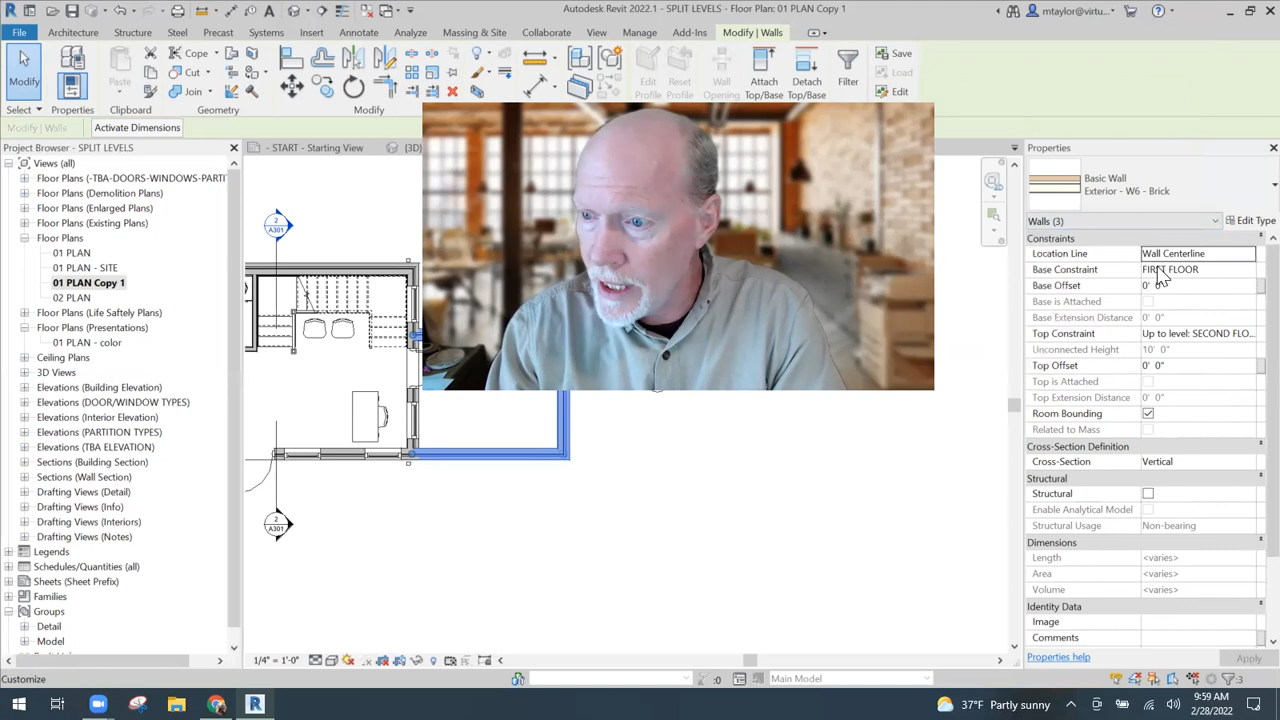 Autodesk Revit 2022.1 - SPLIT LEVELS - Floor Plan: 01 PLAN Copy 1
mtaylor@virtu...
File Architecture Structure Steel Precast Systems Insert Annotate Analyze Massing & Site Collaborate View Manage Add-Ins Modify | Walls
Modify Paste Cope Cut Join
Edit Profile Reset Profile Wall Opening Attach Top/Base Detach Top/Base Filter Save Load Edit
Select Properties Clipboard Geometry Modify
Modify | Walls Activate Dimensions
Project Browser - SPLIT LEVELS
- START - Starting View
{3D}
Views (all)
Floor Plans (-TBA-DOORS-WINDOWS-PARTI
Floor Plans (Demolition Plans)
Floor Plans (Enlarged Plans)
Floor Plans (Existing Plans)
Floor Plans
01 PLAN
01 PLAN - SITE
01 PLAN Copy 1
02 PLAN
Floor Plans (Life Saftely Plans)
Floor Plans (Presentations)
01 PLAN - color
Ceiling Plans
3D Views
Elevations (Building Elevation)
Elevations (DOOR/WINDOW TYPES)
Elevations (Interior Elevation)
Elevations (PARTITION TYPES)
Elevations (TBA ELEVATION)
Sections (Building Section)
Sections (Wall Section)
Drafting Views (Detail)
Drafting Views (Info)
Drafting Views (Interiors)
Drafting Views (Notes)
Legends
Schedules/Quantities (all)
Sheets (Sheet Prefix)
Families
Groups
Detail
Model
2
A301
2
A301
Properties
Basic Wall
Exterior - W6 - Brick
Walls (3) Edit Type
Constraints
Location Line Wall Centerline
Base Constraint FIRST FLOOR
Base Offset 0' 0"
Base is Attached
Base Extension Distance 0' 0"
Top Constraint Up to level: SECOND FLO...
Unconnected Height 10' 0"
Top Offset 0' 0"
Top is Attached
Top Extension Distance 0' 0"
Room Bounding
Related to Mass
Cross-Section Definition
Cross-Section Vertical
Structural
Structural
Enable Analytical Model
Structural Usage Non-bearing
Dimensions
Length <varies>
Area <varies>
Volume <varies>
Identity Data
Image
Comments
Properties help Apply
1/4" = 1'-0"
Customize
:0
Main Model
:3
37°F Partly sunny
9:59 AM
2/28/2022